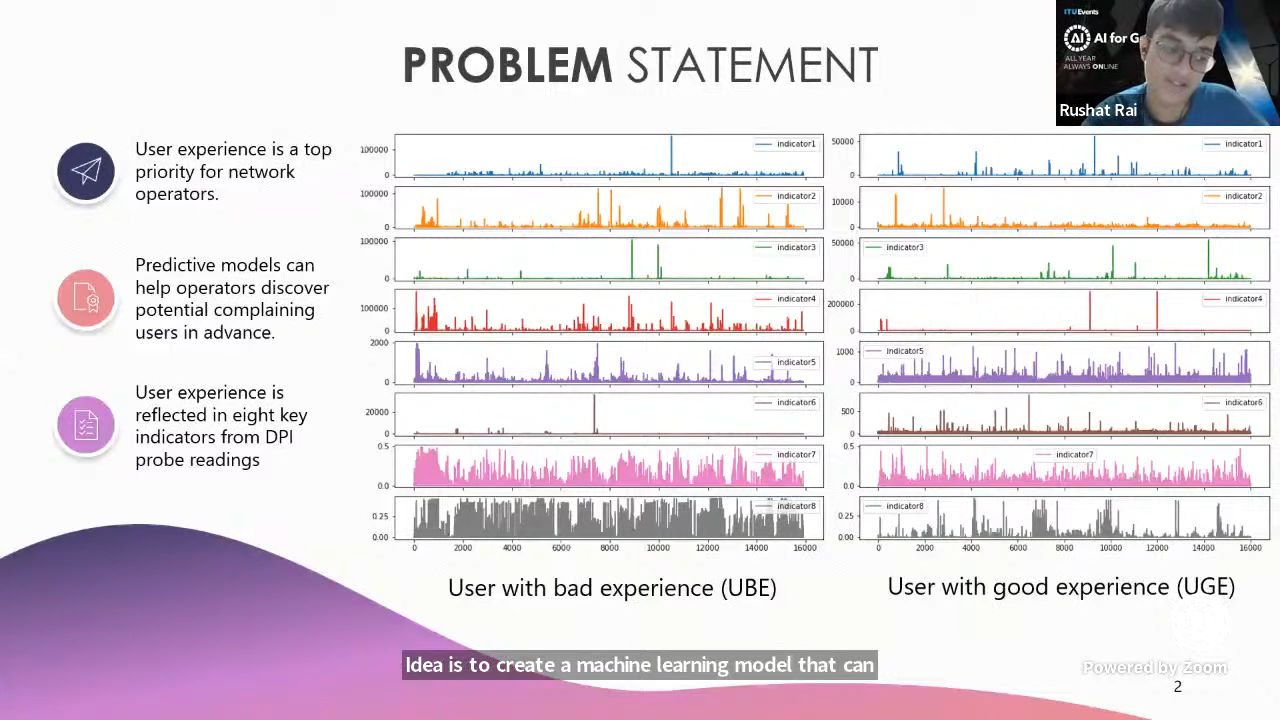 PROBLEM STATEMENT
ITUEvents
AI
AI for G
ALL YEAR
ALWAYS ONLINE
Rushat Rai
User experience is a top
priority for network
operators.
Predictive models can
help operators discover
potential complaining
users in advance.
User experience is
reflected in eight key
indicators from DPI
probe readings
100000
0
indicator1
100000
0
indicator2
100000
0
indicator3
100000
0
indicator4
2000
0
indicator5
20000
0
indicator6
0.5
0.0
indicator7
0.25
0.00
indicator8
0 2000 4000 6000 8000 10000 12000 14000 16000
User with bad experience (UBE)
50000
0
indicator1
10000
0
indicator2
50000
0
indicator3
200000
0
indicator4
1000
0
indicator5
500
0
indicator6
0.5
0.0
indicator7
0.25
0.00
indicator8
0 2000 4000 6000 8000 10000 12000 14000 16000
User with good experience (UGE)
Idea is to create a machine learning model that can
Powered by Zoom
2